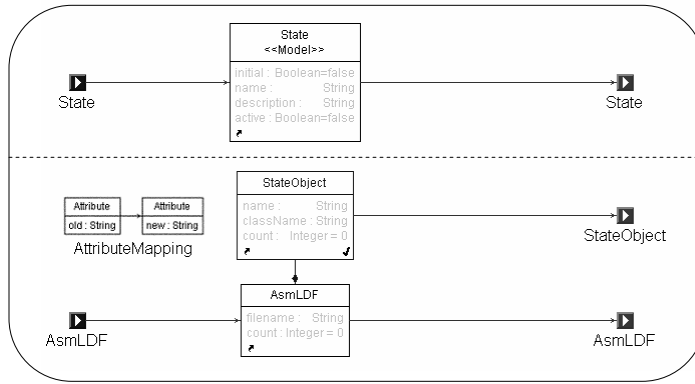 State
<<Model>>
initial : Boolean=false
name : String
description : String
active : Boolean=false
State
State
StateObject
name : String
className : String
count : Integer = 0
Attribute
old : String
Attribute
new : String
AttributeMapping
StateObject
AsmLDF
filename : String
count : Integer = 0
AsmLDF
AsmLDF